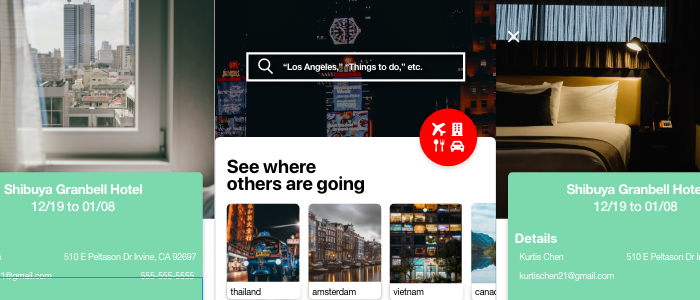 Shibuya Granbell Hotel
12/19 to 01/08
510 E Peltason Dr Irvine, CA 92697
1@gmail.com
555-555-5555
“Los Angeles,” “Things to do,” etc.
See where
others are going
thailand
amsterdam
vietnam
canac
Shibuya Granbell Hotel
12/19 to 01/08
Details
Kurtis Chen
510 E Peltason Dr Ir
kurtischen21@gmail.com